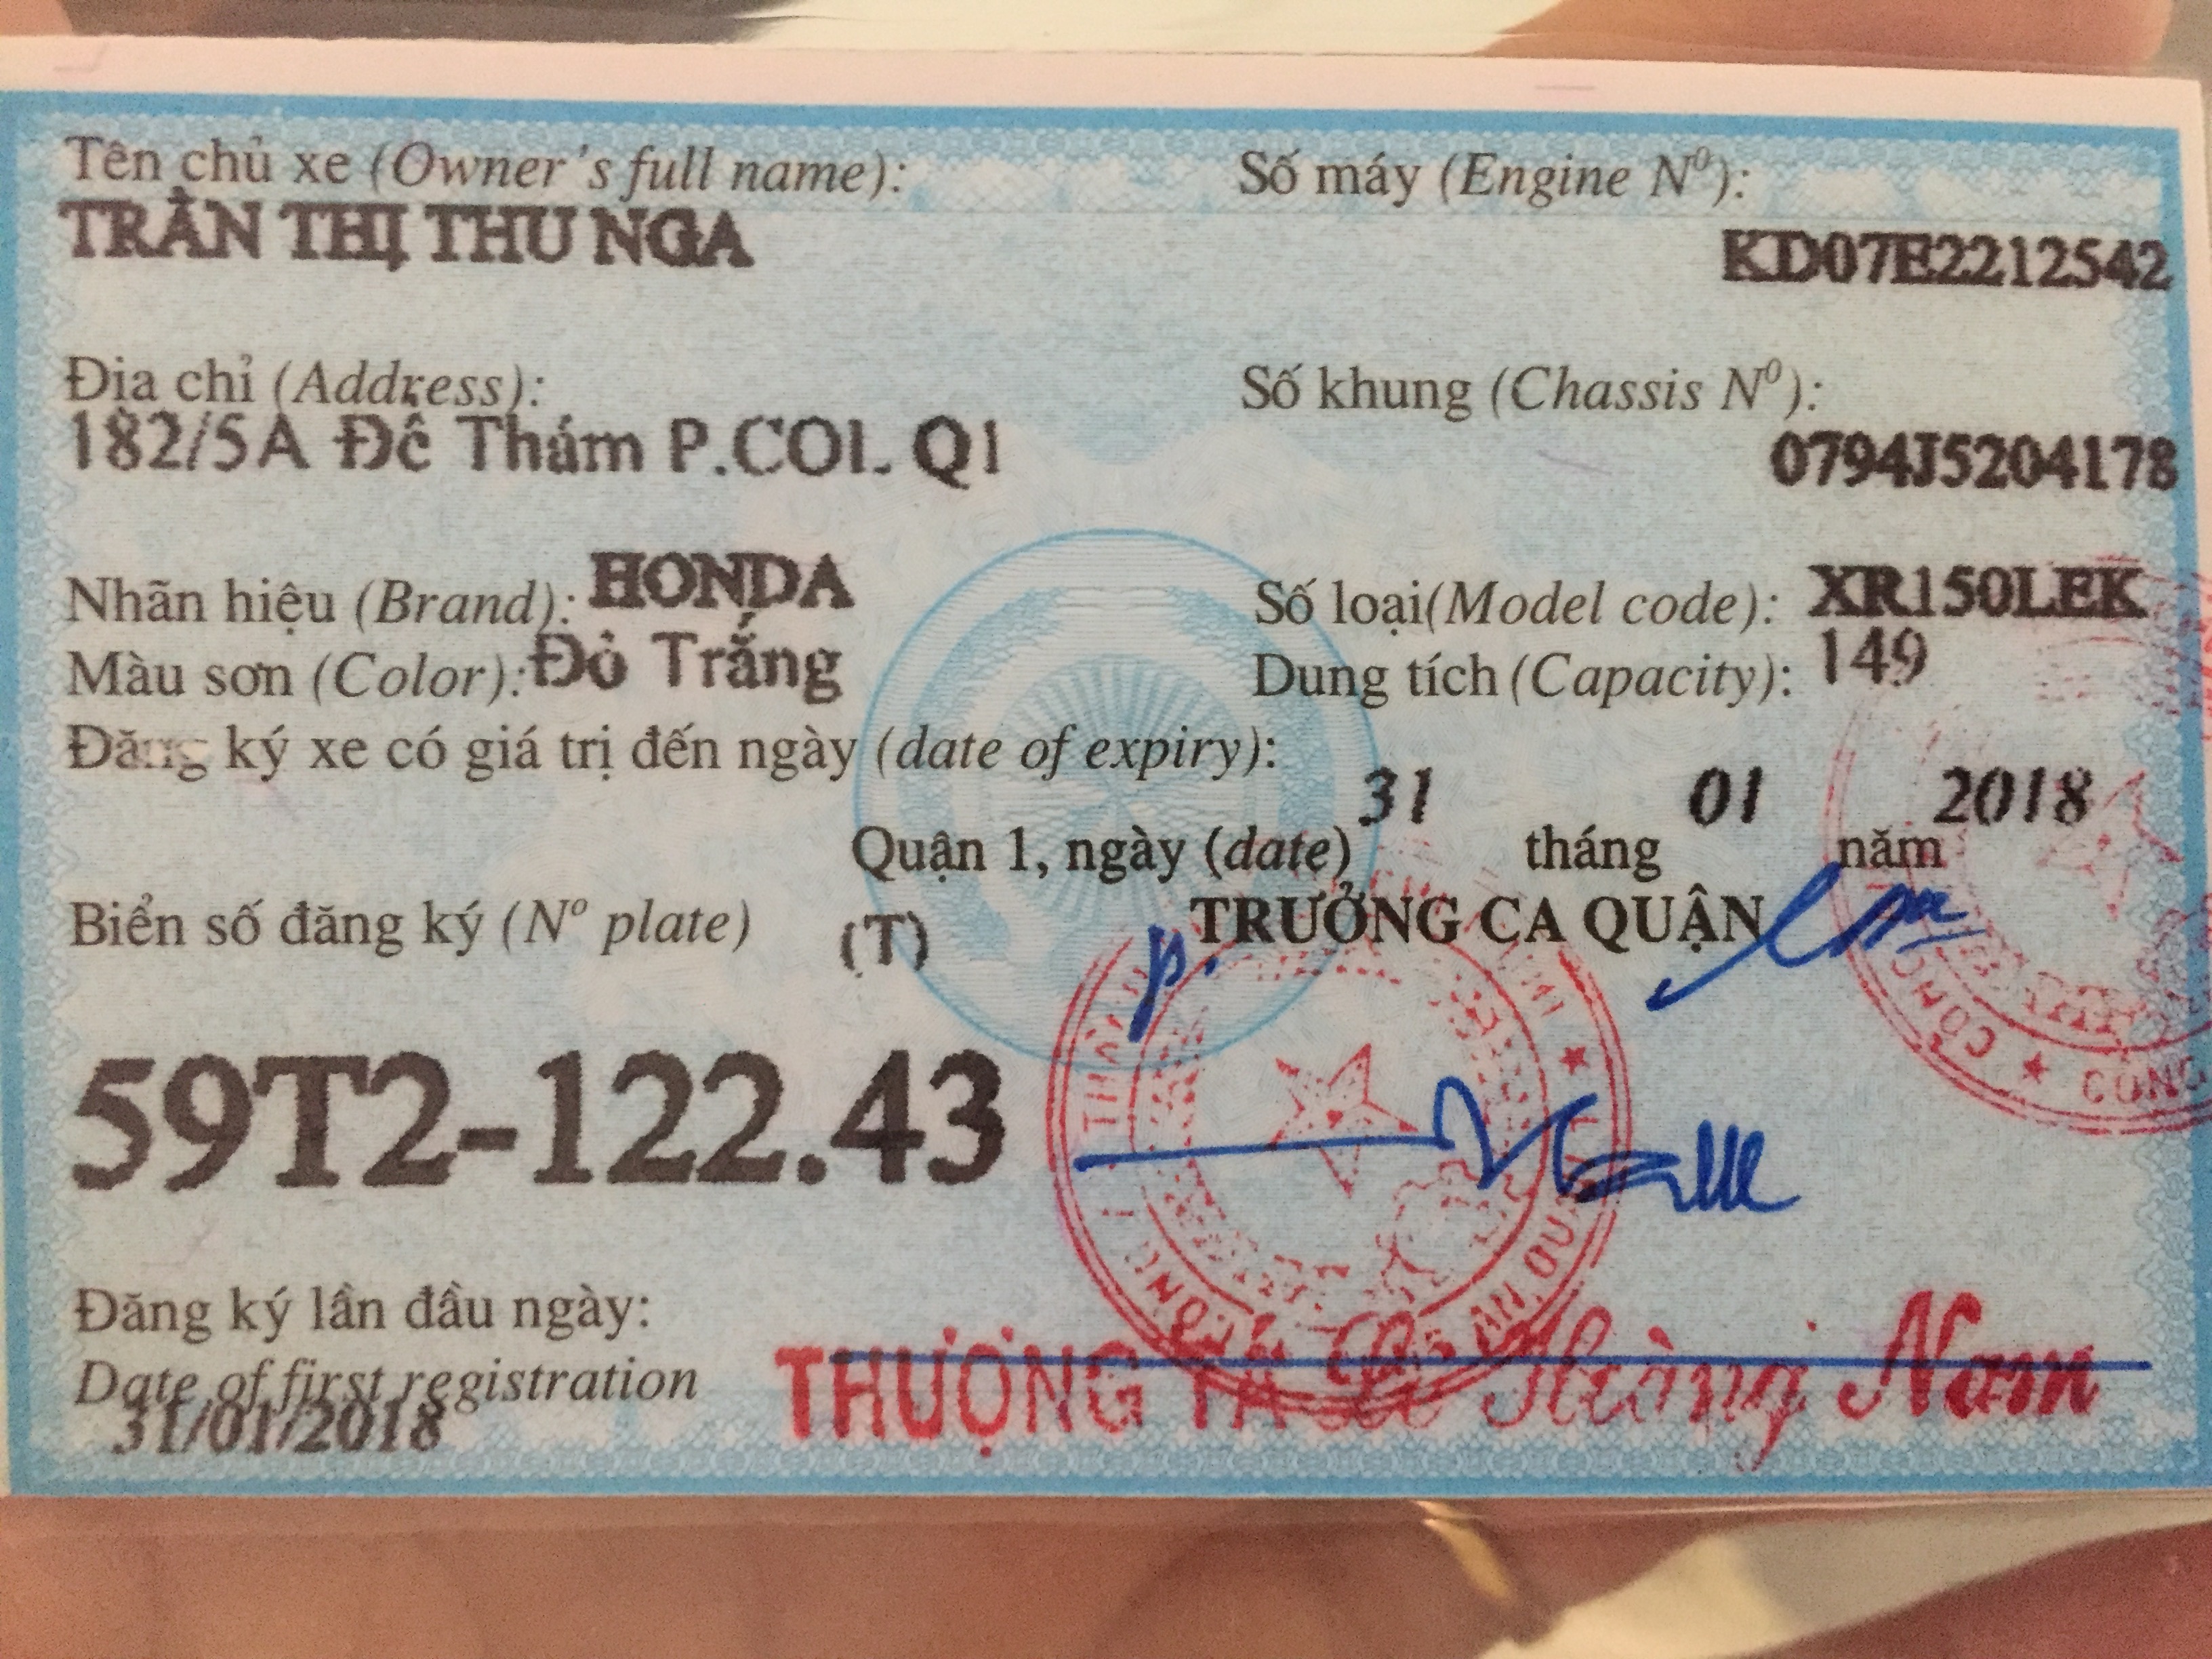 Tên chủ xe (Owner's full name): Số máy (Engine Nº):
TRẦN THỊ THU NGA KD07E2212542
Địa chỉ (Address): Số khung (Chassis Nº):
182/5A Đề Thám P.COL Q1 0794J5204178
Nhãn hiệu (Brand): HONDA Số loại(Model code): XR150LEK
Màu sơn (Color): Đỏ Trắng Dung tích (Capacity): 149
Đăng ký xe có giá trị đến ngày (date of expiry):
Quận 1, ngày (date) 31 tháng 01 năm 2018
Biển số đăng ký (Nº plate) (T) TRƯỞNG CA QUẬN
59T2-122.43
Đăng ký lần đầu ngày:
Date of first registration
31/01/2018
THƯỢNG TÁ Nam